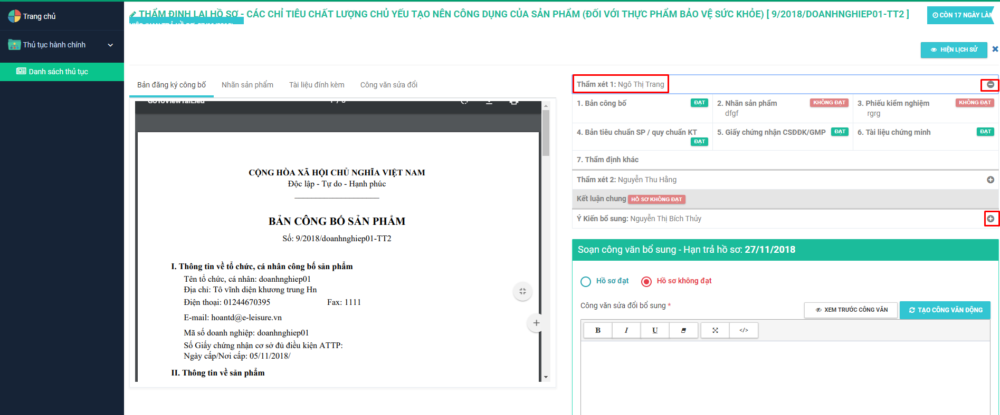 Trang chủ
Thủ tục hành chính
Danh sách thủ tục
THẨM ĐỊNH LẠI HỒ SƠ - CÁC CHỈ TIÊU CHẤT LƯỢNG CHỦ YẾU TẠO NÊN CÔNG DỤNG CỦA SẢN PHẨM (ĐỐI VỚI THỰC PHẨM BẢO VỆ SỨC KHỎE) [ 9/2018/DOANHNGHIEP01-TT2 ]
CÒN 17 NGÀY LÀM
VIỆC (HẠN TRẢ HỒ SƠ: 27/11/2018)
HIỆN LỊCH SỬ
Bản đăng ký công bố
Nhãn sản phẩm
Tài liệu đính kèm
Công văn sửa đổi
GoToViewTaiLieu
CỘNG HÒA XÃ HỘI CHỦ NGHĨA VIỆT NAM
Độc lập - Tự do - Hạnh phúc
BẢN CÔNG BỐ SẢN PHẨM
Số: 9/2018/doanhnghiep01-TT2
I. Thông tin về tổ chức, cá nhân công bố sản phẩm
Tên tổ chức, cá nhân: doanhnghiep01
Địa chỉ: Tô vĩnh diện khương trung Hn
Điện thoại: 01244670395 Fax: 1111
E-mail: hoantd@e-leisure.vn
Mã số doanh nghiệp: doanhnghiep01
Số Giấy chứng nhận cơ sở đủ điều kiện ATTP:
Ngày cấp/Nơi cấp: 05/11/2018/
II. Thông tin về sản phẩm
Thẩm xét 1: Ngô Thị Trang
1. Bản công bố ĐẠT
2. Nhãn sản phẩm KHÔNG ĐẠT
dfgf
3. Phiếu kiểm nghiệm KHÔNG ĐẠT
rgrg
4. Bản tiêu chuẩn SP / quy chuẩn KT
ĐẠT
5. Giấy chứng nhận CSĐĐK/GMP ĐẠT
6. Tài liệu chứng minh ĐẠT
7. Thẩm định khác
Thẩm xét 2: Nguyễn Thu Hằng
Kết luận chung HỒ SƠ KHÔNG ĐẠT
Ý Kiến bổ sung: Nguyễn Thị Bích Thủy
Soạn công văn bổ sung - Hạn trả hồ sơ: 27/11/2018
Hồ sơ đạt
Hồ sơ không đạt
Công văn sửa đổi bổ sung *
XEM TRƯỚC CÔNG VĂN
TẠO CÔNG VĂN ĐỘNG
B I U </>